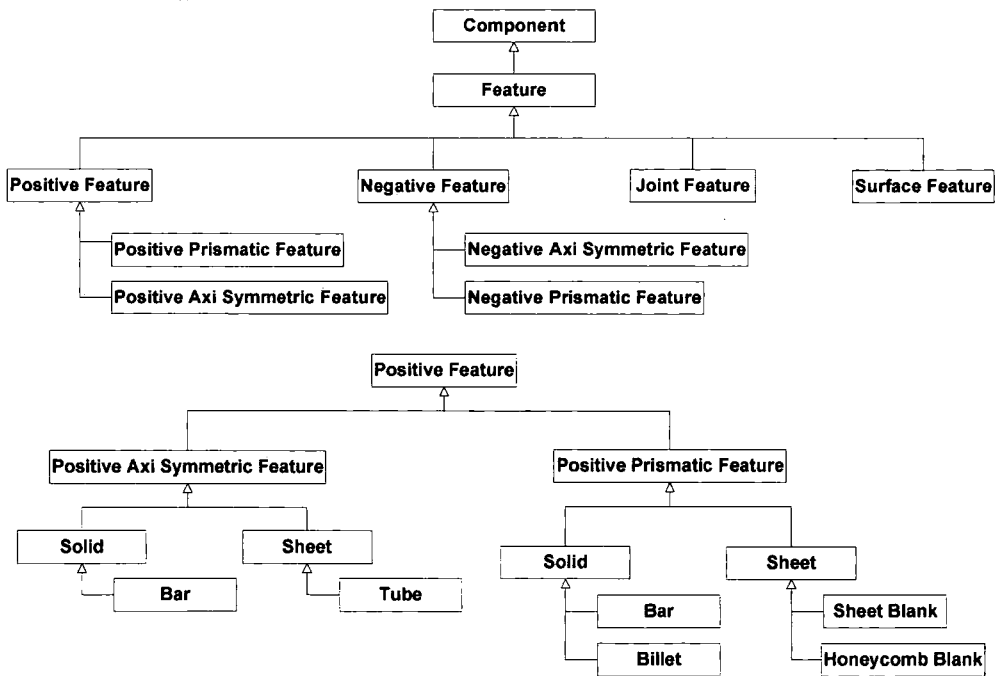 Component
Feature
Positive Feature
Negative Feature
Joint Feature
Surface Feature
Positive Prismatic Feature
Negative Axi Symmetric Feature
Positive Axi Symmetric Feature
Negative Prismatic Feature
Positive Feature
Positive Axi Symmetric Feature
Positive Prismatic Feature
Solid
Sheet
Solid
Sheet
Bar
Tube
Bar
Sheet Blank
Billet
Honeycomb Blank